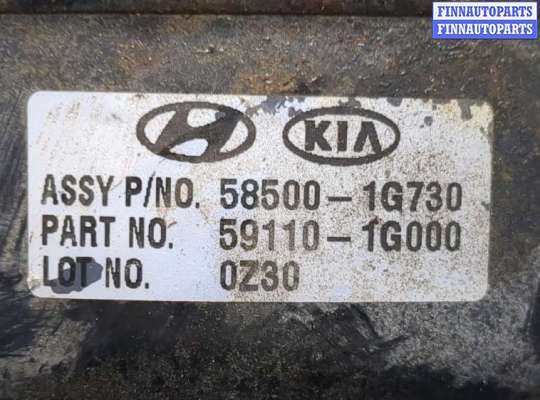 FINNAUTOPARTS
FINNAUTOPARTS
KIA
ASSY P/NO. 58500-1G730
PART NO. 59110-1G000
LOT NO. 0Z30